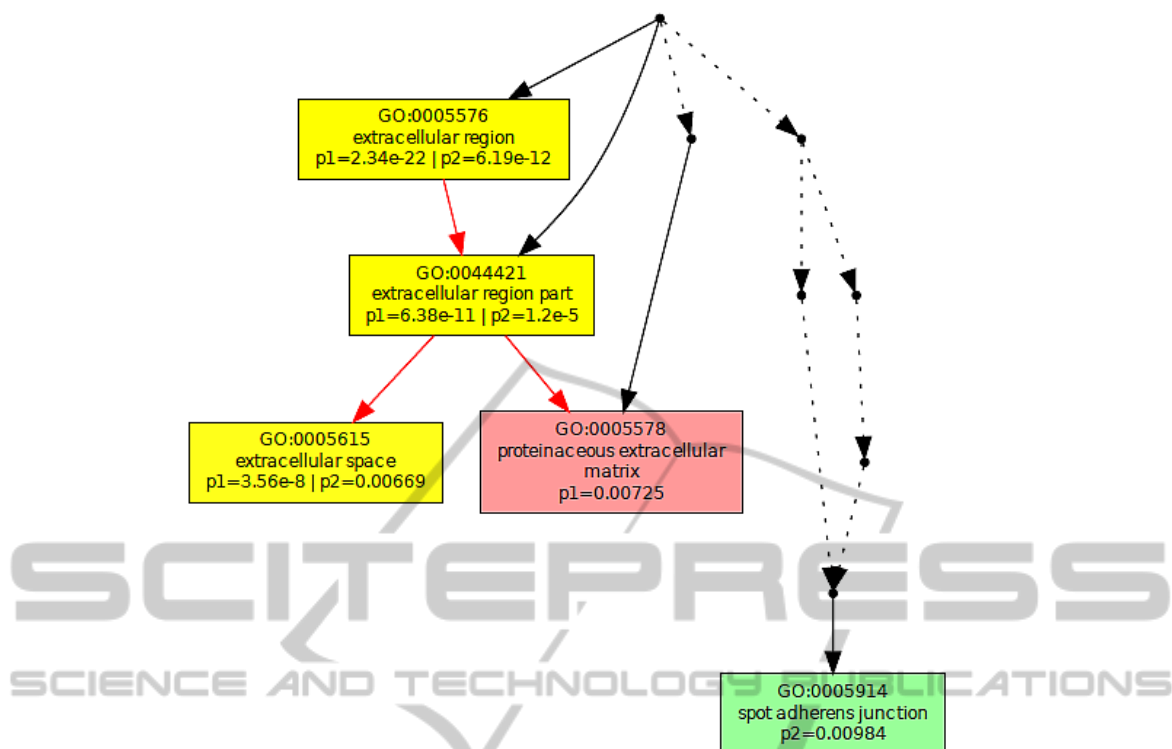 GO:0005576
extracellular region
p1=2.34e-22 | p2=6.19e-12
GO:0044421
extracellular region part
p1=6.38e-11 | p2=1.2e-5
GO:0005615
extracellular space
p1=3.56e-8 | p2=0.00669
GO:0005578
proteinaceous extracellular
matrix
p1=0.00725
SCITEPRESS
SCIENCE AND TECHNOLOGY PUBLICATIONS
GO:0005914
spot adherens junction
p2=0.00984